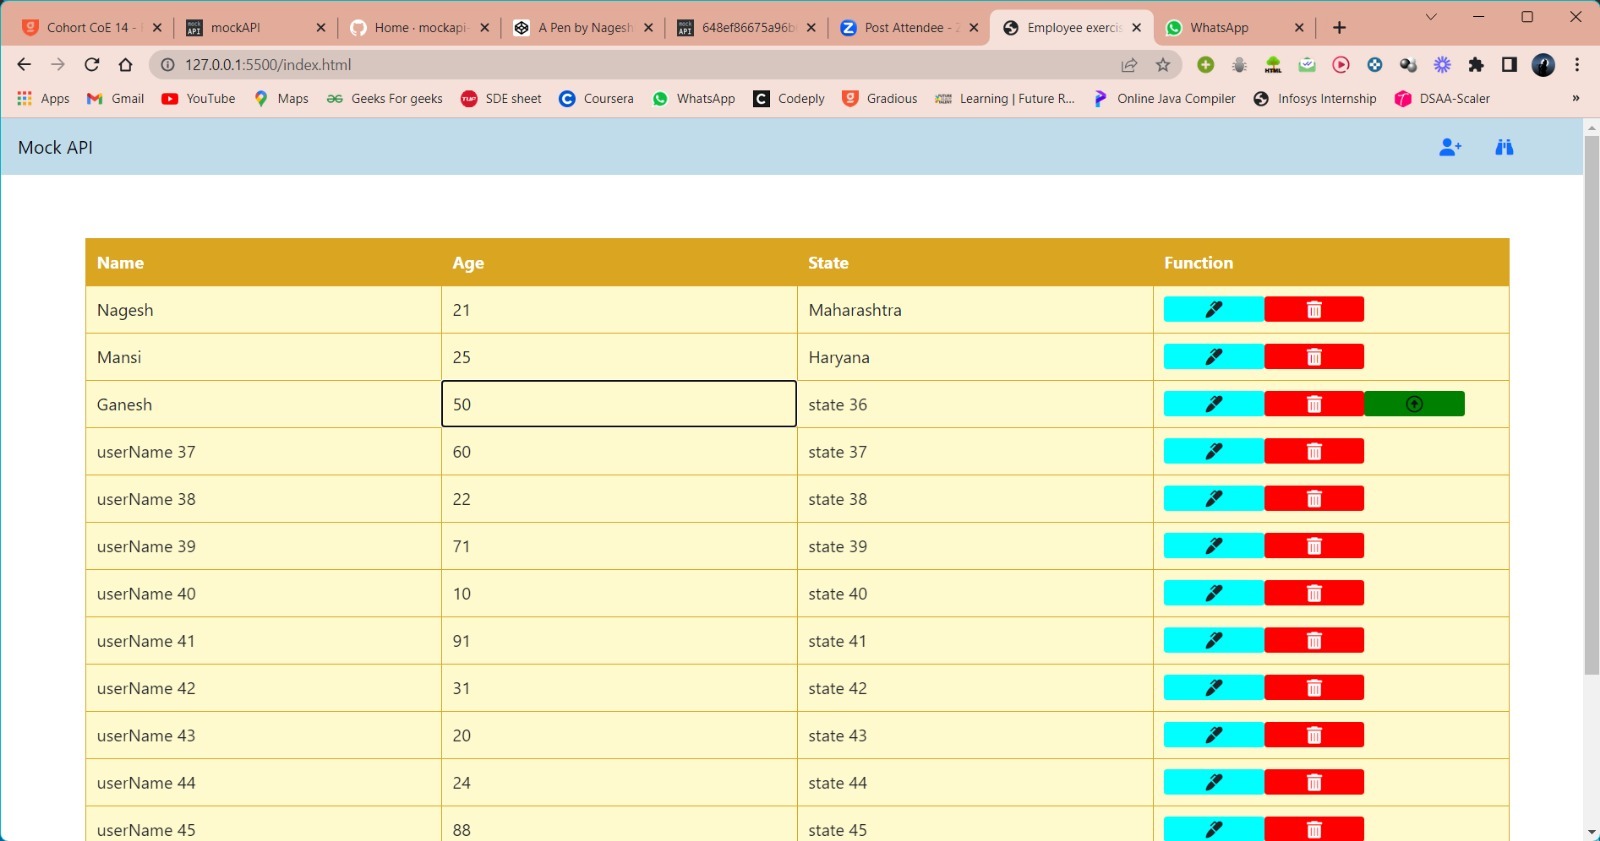 Cohort CoE 14 -
mockAPI
Home · mockapi-
A Pen by Nagesh
648ef86675a96b
Post Attendee -
Employee exercis
WhatsApp
127.0.0.1:5500/index.html
Apps Gmail YouTube Maps Geeks For geeks SDE sheet Coursera WhatsApp Codeply Gradious Learning | Future R... Online Java Compiler Infosys Internship DSAA-Scaler »
Mock API
Name Age State Function
Nagesh 21 Maharashtra
Mansi 25 Haryana
Ganesh 50 state 36
userName 37 60 state 37
userName 38 22 state 38
userName 39 71 state 39
userName 40 10 state 40
userName 41 91 state 41
userName 42 31 state 42
userName 43 20 state 43
userName 44 24 state 44
userName 45 88 state 45